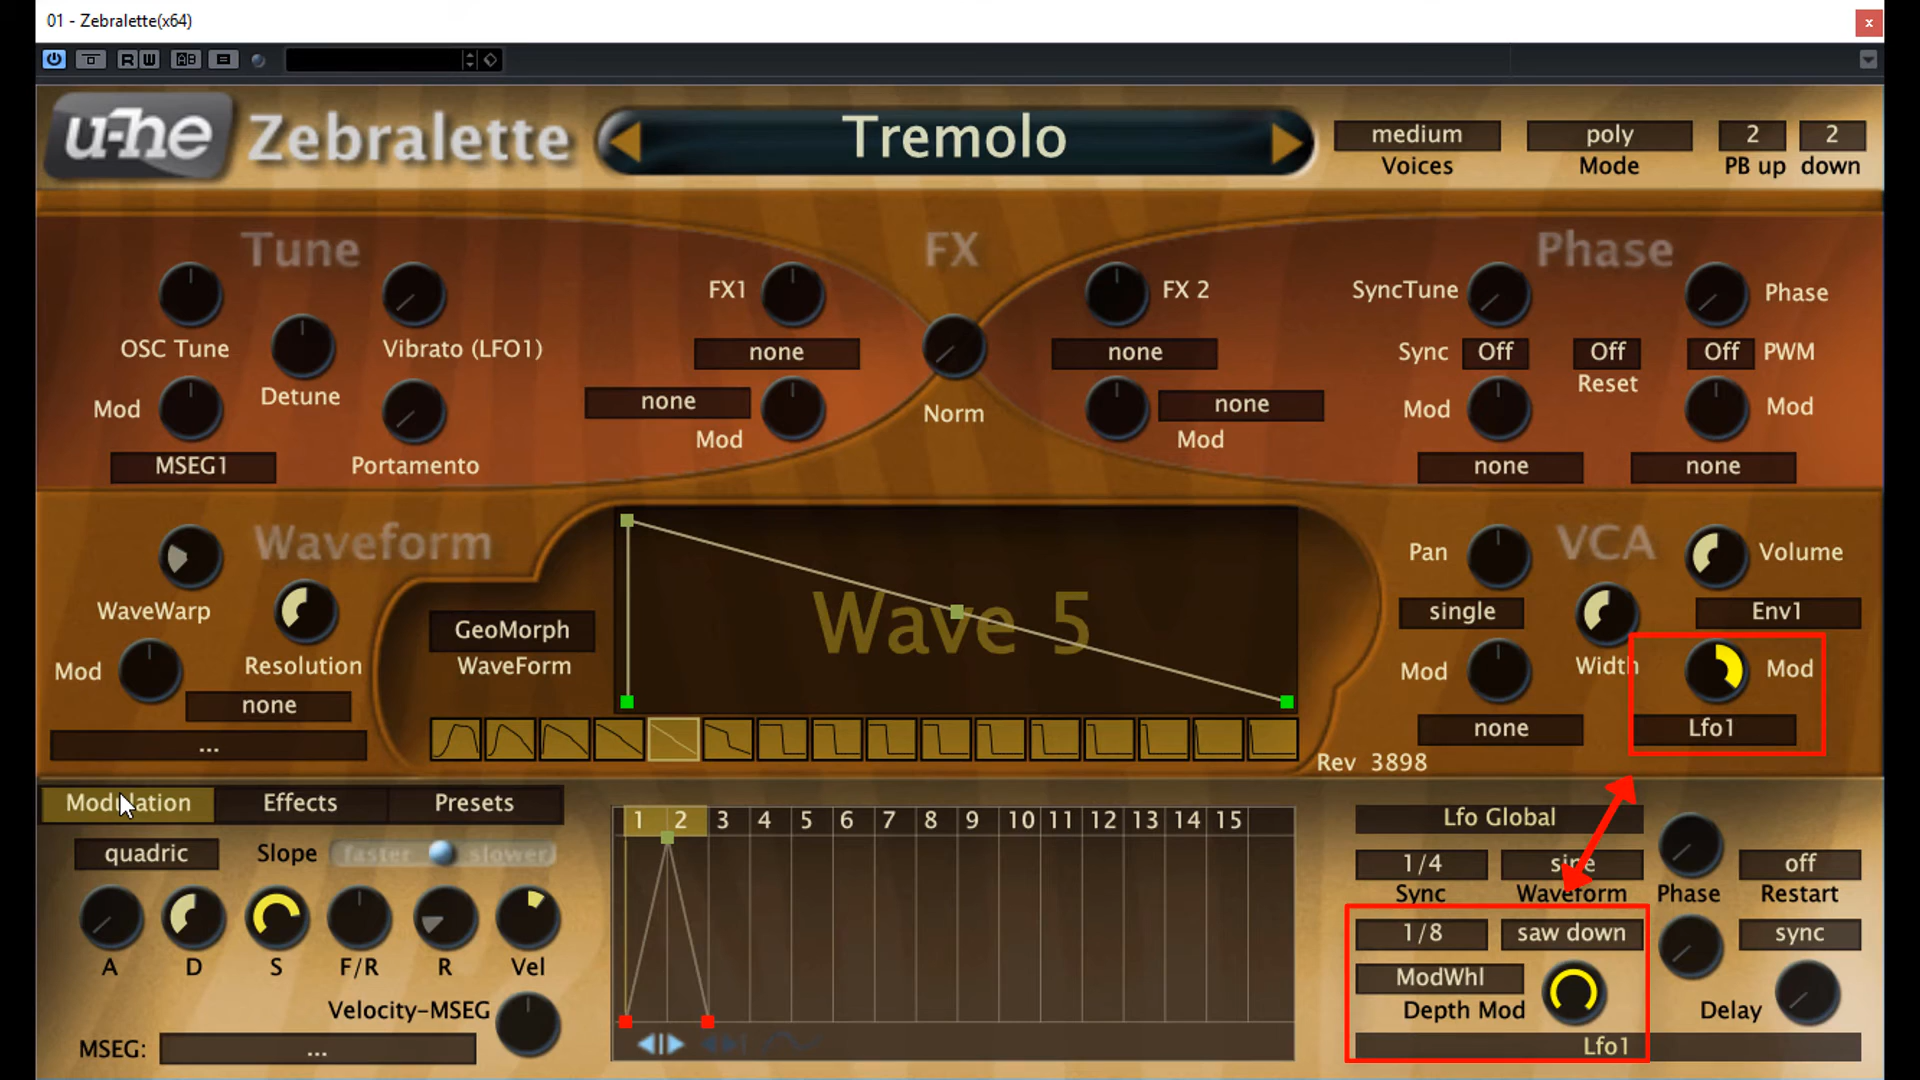 01 - Zebralette(x64)
R W AB
u-he Zebralette
Tremolo
medium poly 2 2
Voices Mode PB up down
Tune FX Phase
FX1 FX 2 SyncTune Phase
OSC Tune Vibrato (LFO1) none none Sync Off Off Off PWM
Reset
Detune
Mod none Norm none Mod Mod
Mod Mod
MSEG1 Portamento none none
Waveform VCA
Pan Volume
WaveWarp single Env1
GeoMorph Wave 5
Mod Resolution WaveForm Mod Width Mod
none none Lfo1
...
Rev 3898
Modulation Effects Presets
1 2 3 4 5 6 7 8 9 10 11 12 13 14 15
Lfo Global
quadric Slope faster slower
1/4 sine off
Sync Waveform Phase Restart
1/8 saw down sync
A D S F/R R Vel
ModWhl
Velocity-MSEG
Depth Mod Delay
MSEG: ...
Lfo1